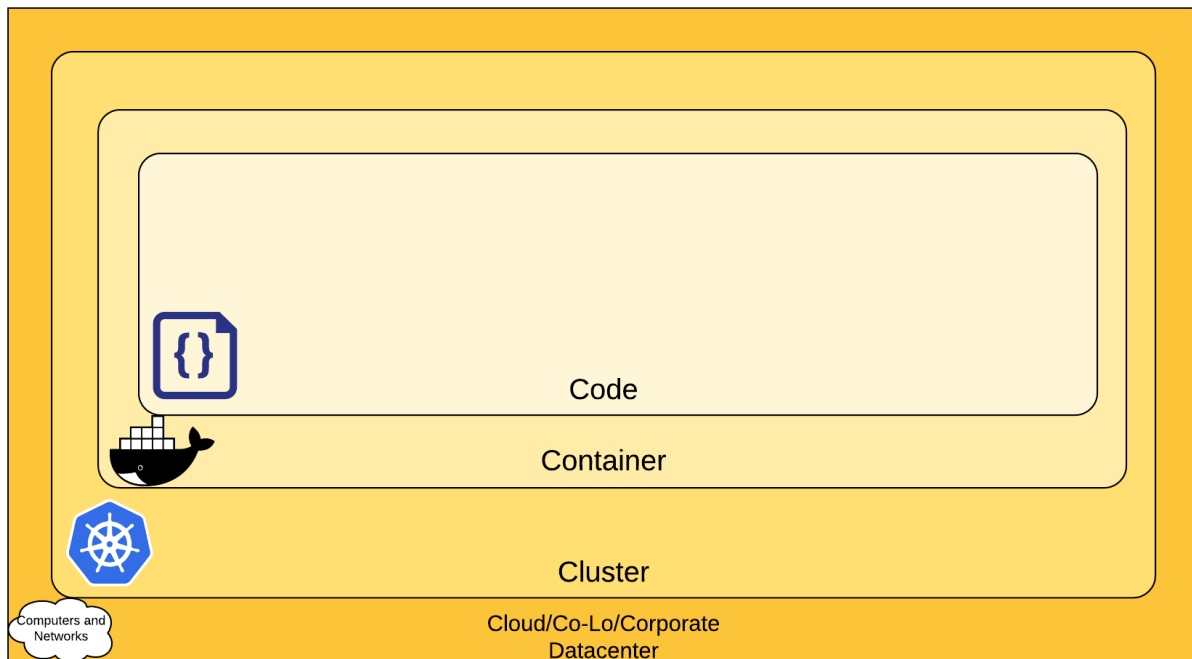 {}
Code
Container
Cluster
Computers and
Networks
Cloud/Co-Lo/Corporate
Datacenter